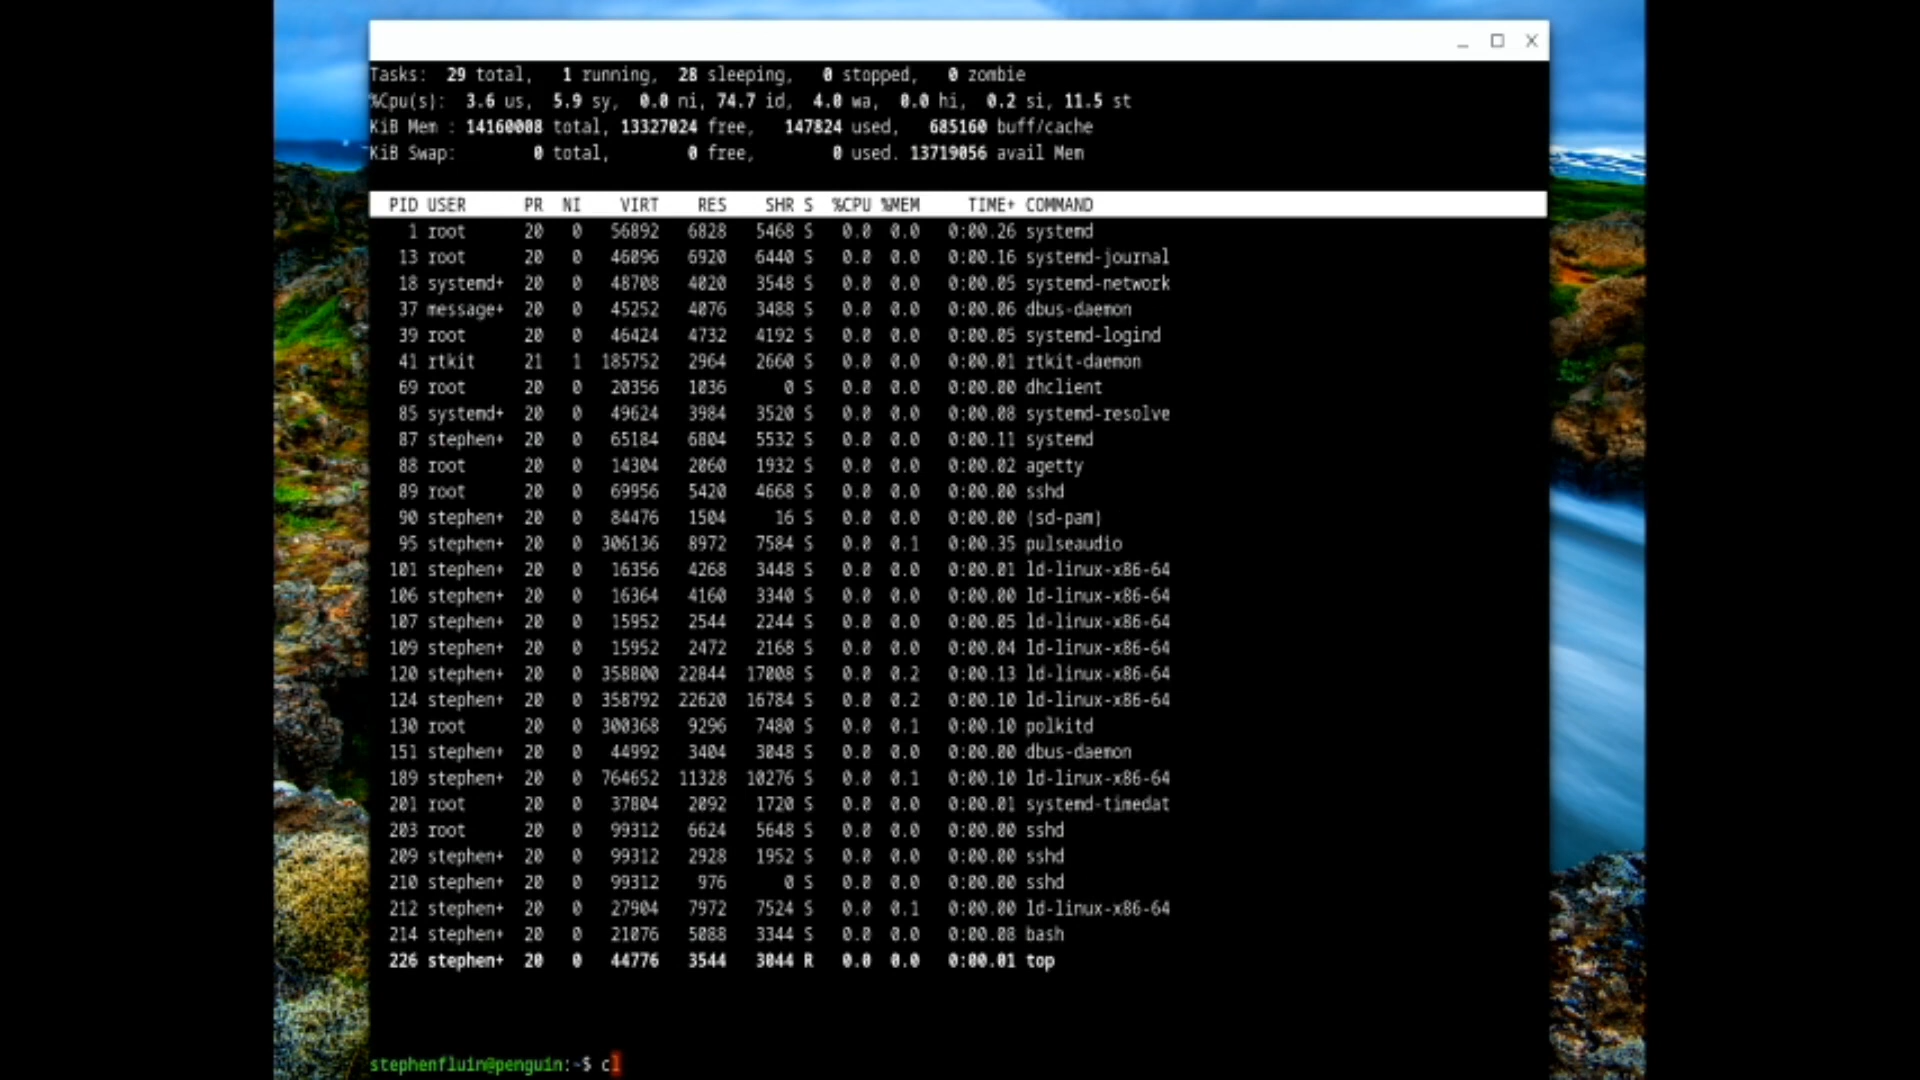 Tasks: 29 total, 1 running, 28 sleeping, 0 stopped, 0 zombie
%Cpu(s): 3.6 us, 5.9 sy, 0.0 ni, 74.7 id, 4.0 wa, 0.0 hi, 0.2 si, 11.5 st
KiB Mem : 14160008 total, 13327024 free, 147824 used, 685160 buff/cache
KiB Swap: 0 total, 0 free, 0 used. 13719056 avail Mem
PID USER PR NI VIRT RES SHR S %CPU %MEM TIME+ COMMAND
1 root 20 0 56892 6828 5468 S 0.0 0.0 0:00.26 systemd
13 root 20 0 46096 6920 6440 S 0.0 0.0 0:00.16 systemd-journal
18 systemd+ 20 0 48708 4020 3548 S 0.0 0.0 0:00.05 systemd-network
37 message+ 20 0 45252 4076 3488 S 0.0 0.0 0:00.06 dbus-daemon
39 root 20 0 46424 4732 4192 S 0.0 0.0 0:00.05 systemd-logind
41 rtkit 21 1 185752 2964 2660 S 0.0 0.0 0:00.01 rtkit-daemon
69 root 20 0 20356 1036 0 S 0.0 0.0 0:00.00 dhclient
85 systemd+ 20 0 49624 3984 3520 S 0.0 0.0 0:00.08 systemd-resolve
87 stephen+ 20 0 65184 6804 5532 S 0.0 0.0 0:00.11 systemd
88 root 20 0 14304 2060 1932 S 0.0 0.0 0:00.02 agetty
89 root 20 0 69956 5420 4668 S 0.0 0.0 0:00.00 sshd
90 stephen+ 20 0 84476 1504 16 S 0.0 0.0 0:00.00 (sd-pam)
95 stephen+ 20 0 306136 8972 7584 S 0.0 0.1 0:00.35 pulseaudio
101 stephen+ 20 0 16356 4268 3448 S 0.0 0.0 0:00.01 ld-linux-x86-64
106 stephen+ 20 0 16364 4160 3340 S 0.0 0.0 0:00.00 ld-linux-x86-64
107 stephen+ 20 0 15952 2544 2244 S 0.0 0.0 0:00.05 ld-linux-x86-64
109 stephen+ 20 0 15952 2472 2168 S 0.0 0.0 0:00.04 ld-linux-x86-64
120 stephen+ 20 0 358800 22844 17008 S 0.0 0.2 0:00.13 ld-linux-x86-64
124 stephen+ 20 0 358792 22620 16784 S 0.0 0.2 0:00.10 ld-linux-x86-64
130 root 20 0 300368 9296 7480 S 0.0 0.1 0:00.10 polkitd
151 stephen+ 20 0 44992 3404 3048 S 0.0 0.0 0:00.00 dbus-daemon
189 stephen+ 20 0 764652 11328 10276 S 0.0 0.1 0:00.10 ld-linux-x86-64
201 root 20 0 37804 2092 1720 S 0.0 0.0 0:00.01 systemd-timedat
203 root 20 0 99312 6624 5648 S 0.0 0.0 0:00.00 sshd
209 stephen+ 20 0 99312 2928 1952 S 0.0 0.0 0:00.00 sshd
210 stephen+ 20 0 99312 976 0 S 0.0 0.0 0:00.00 sshd
212 stephen+ 20 0 27904 7972 7524 S 0.0 0.1 0:00.00 ld-linux-x86-64
214 stephen+ 20 0 21076 5088 3344 S 0.0 0.0 0:00.08 bash
226 stephen+ 20 0 44776 3544 3044 R 0.0 0.0 0:00.01 top
stephenfluin@penguin:~$ cl